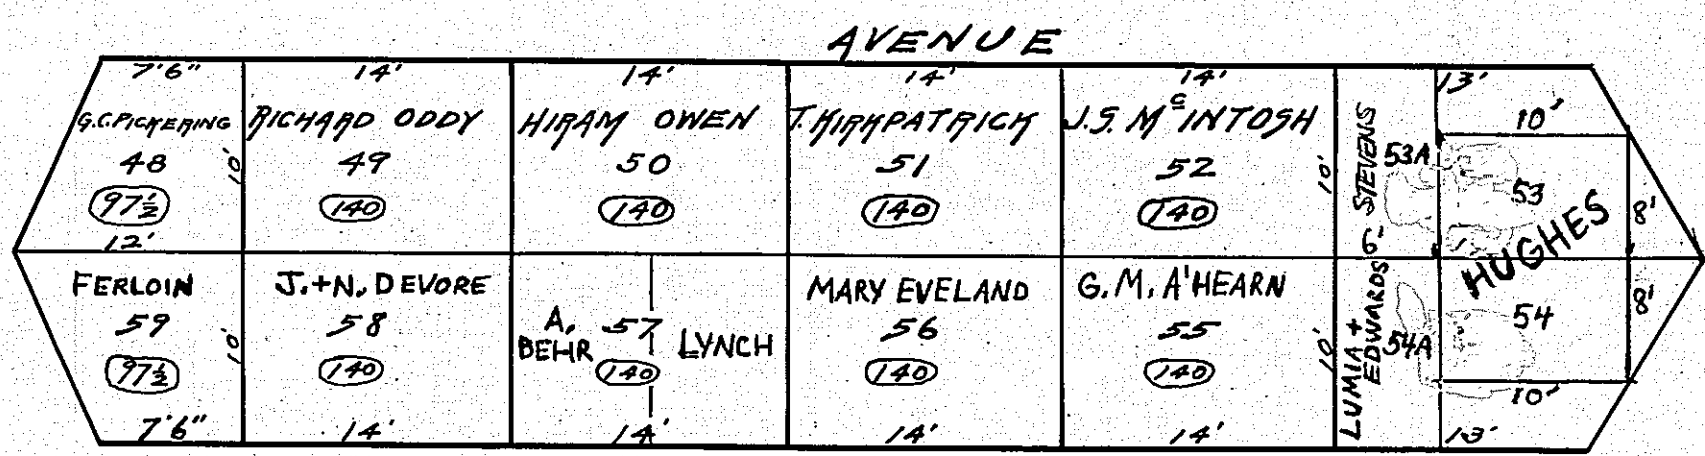 AVENUE
7'6" 14' 14' 14' 14' 13'
G.C. PICKERING RICHARD ODDY HIRAM OWEN T. KIRKPATRICK J.S. McINTOSH STEVENS 10'
48 10' 49 50 51 52 10' 53A 53
97½ 140 140 140 140 8'
12'
HUGHES
FERLOIN J.+N. DEVORE MARY EVELAND G.M. A'HEARN LUMIA + EDWARDS
59 10' 58 A. BEHR 57 LYNCH 56 55 10' 54A 54 8'
97½ 140 140 140 140
10'
7'6" 14' 14' 14' 14' 13'